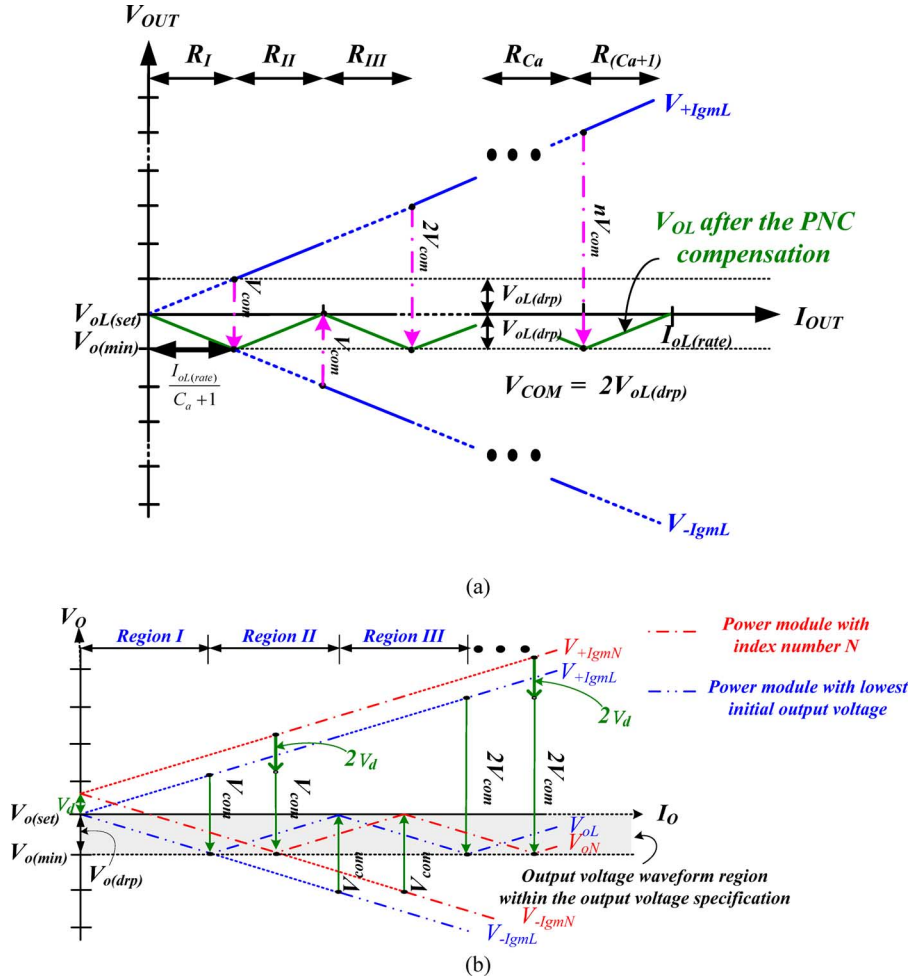 V_OUT
R_I R_II R_III R_Ca R_(Ca+1)
V_+IgmL
2V_com
nV_com
V_OL after the PNC
compensation
V_com
V_oL(drp)
V_oL(set)
I_OUT
V_oL(drp)
I_oL(rate)
V_o(min)
V_com
I_oL(rate)
C_a +1
V_COM = 2V_oL(drp)
V_-IgmL
(a)
V_O
Region I Region II Region III
V_+IgmN
V_+IgmL
Power module with
index number N
Power module with lowest
initial output voltage
2V_d
2V_d
V_com
V_com
2V_com
2V_com
V_d
V_o(set)
I_O
V_oL
V_oN
V_o(min)
V_o(drp)
V_com
V_com
Output voltage waveform region
within the output voltage specification
V_-IgmN
V_-IgmL
(b)